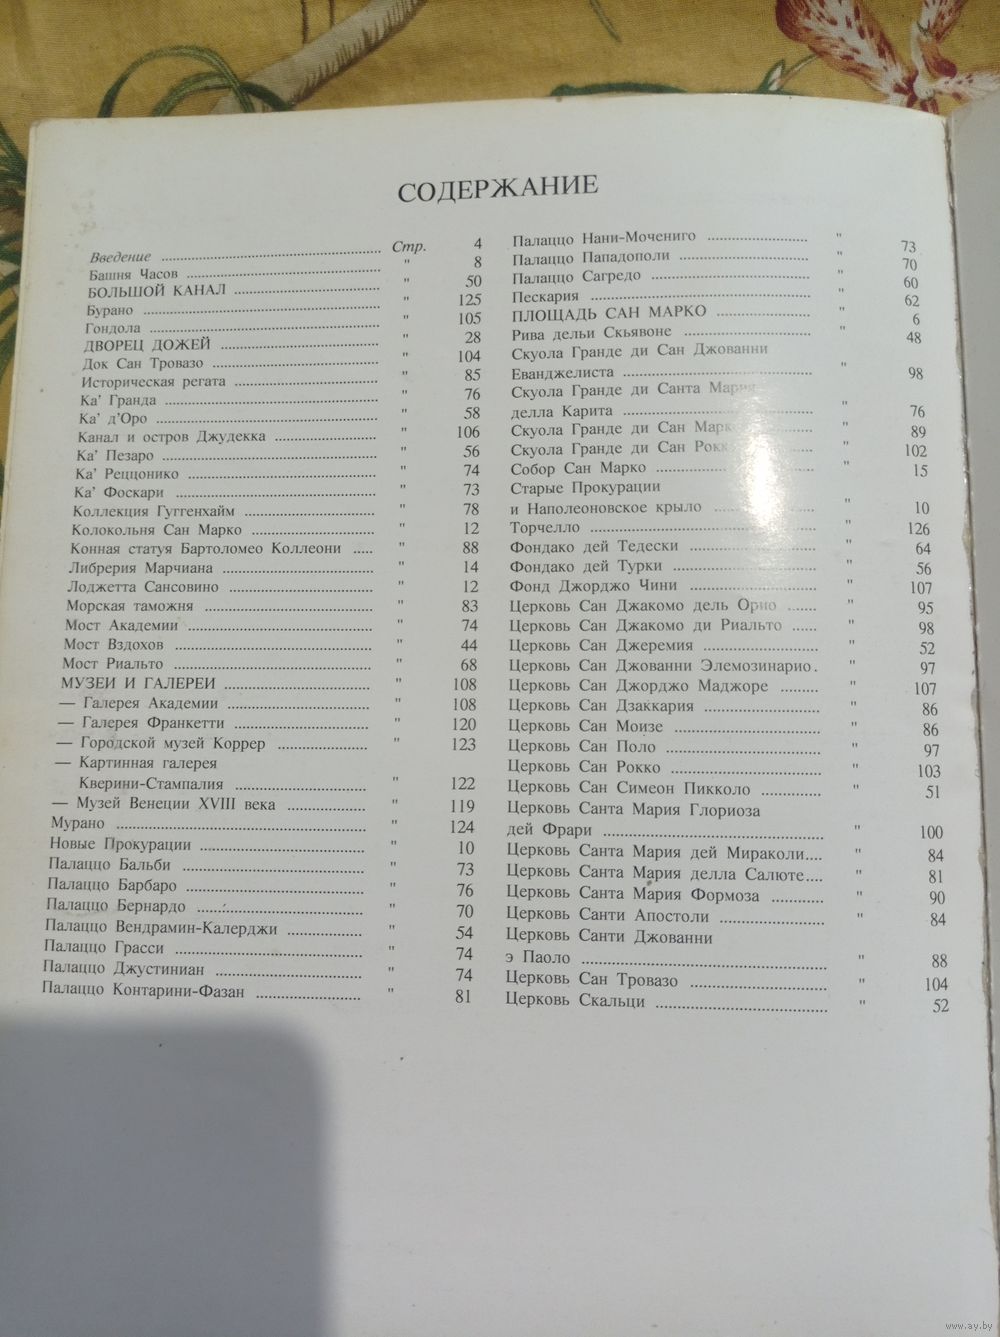 СОДЕРЖАНИЕ
Введение ........ Стр. 4
Башня Часов ........ " 8
БОЛЬШОЙ КАНАЛ ........ " 50
Бурано ........ " 125
Гондола ........ " 105
ДВОРЕЦ ДОЖЕЙ ........ " 28
Док Сан Тровазо ........ " 104
Историческая регата ........ " 85
Ка' Гранда ........ " 76
Ка' д'Оро ........ " 58
Канал и остров Джудекка ........ " 106
Ка' Пезаро ........ " 56
Ка' Реццонико ........ " 74
Ка' Фоскари ........ " 73
Коллекция Гуггенхайм ........ " 78
Колокольня Сан Марко ........ " 12
Конная статуя Бартоломео Коллеони ..... " 88
Либрерия Марчиана ........ " 14
Лоджетта Сансовино ........ " 12
Морская таможня ........ " 83
Мост Академии ........ " 74
Мост Вздохов ........ " 44
Мост Риальто ........ " 68
МУЗЕИ И ГАЛЕРЕИ ........ " 108
— Галерея Академии ........ " 108
— Галерея Франкетти ........ " 120
— Городской музей Коррер ........ " 123
— Картинная галерея
Кверини-Стампалия ........ " 122
— Музей Венеции XVIII века ........ " 119
Мурано ........ " 124
Новые Прокурации ........ " 10
Палаццо Бальби ........ " 73
Палаццо Барбаро ........ " 76
Палаццо Бернардо ........ " 70
Палаццо Вендрамин-Калерджи ........ " 54
Палаццо Грасси ........ " 74
Палаццо Джустиниан ........ " 74
Палаццо Контарини-Фазан ........ " 81
Палаццо Нани-Мочениго ........ " 73
Палаццо Пападополи ........ " 70
Палаццо Сагредо ........ " 60
Пескария ........ " 62
ПЛОЩАДЬ САН МАРКО ........ " 6
Рива дельи Скьявоне ........ " 48
Скуола Гранде ди Сан Джованни
Еванджелиста ........ " 98
Скуола Гранде ди Санта Мария
делла Карита ........ " 76
Скуола Гранде ди Сан Марко ........ " 89
Скуола Гранде ди Сан Рокко ........ " 102
Собор Сан Марко ........ " 15
Старые Прокурации
и Наполеоновское крыло ........ " 10
Торчелло ........ " 126
Фондако дей Тедески ........ " 64
Фондако дей Турки ........ " 56
Фонд Джорджо Чини ........ " 107
Церковь Сан Джакомо дель Орио ...... " 95
Церковь Сан Джакомо ди Риальто ...... " 98
Церковь Сан Джеремия ........ " 52
Церковь Сан Джованни Элемозинарио. " 97
Церковь Сан Джорджо Маджоре ........ " 107
Церковь Сан Дзаккария ........ " 86
Церковь Сан Моизе ........ " 86
Церковь Сан Поло ........ " 97
Церковь Сан Рокко ........ " 103
Церковь Сан Симеон Пикколо ........ " 51
Церковь Санта Мария Глориоза
дей Фрари ........ " 100
Церковь Санта Мария дей Мираколи.... " 84
Церковь Санта Мария делла Салюте.... " 81
Церковь Санта Мария Формоза ........ " 90
Церковь Санти Апостоли ........ " 84
Церковь Санти Джованни
э Паоло ........ " 88
Церковь Сан Тровазо ........ " 104
Церковь Скальци ........ " 52
www.ay.by